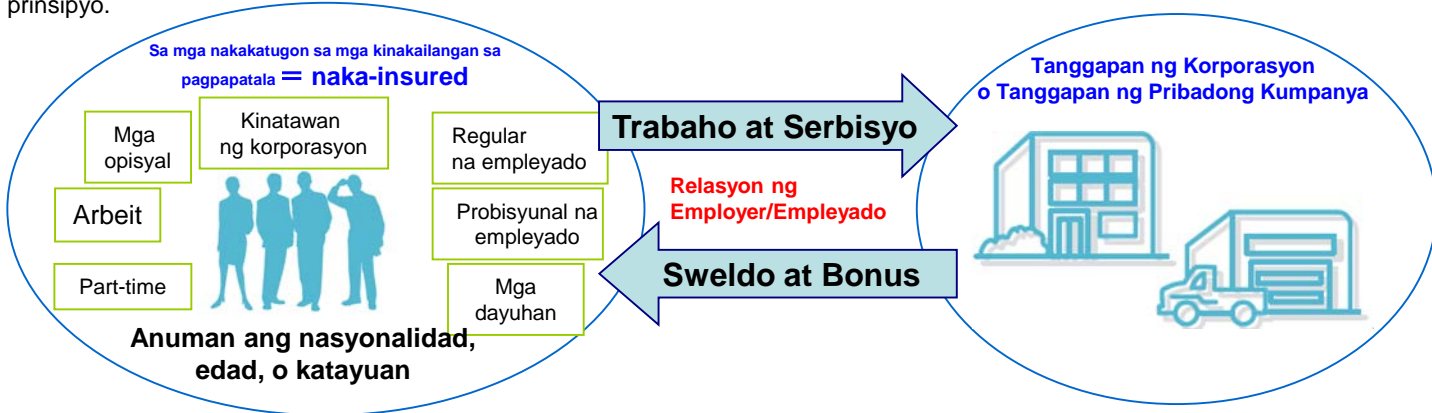 prinsipyo.
Sa mga nakakatugon sa mga kinakailangan sa
pagpapatala = naka-insured
Mga
opisyal
Kinatawan
ng korporasyon
Regular
na empleyado
Arbeit
Probisyunal na
empleyado
Part-time
Mga
dayuhan
Anuman ang nasyonalidad,
edad, o katayuan
Trabaho at Serbisyo
Relasyon ng
Employer/Empleyado
Sweldo at Bonus
Tanggapan ng Korporasyon
o Tanggapan ng Pribadong Kumpanya